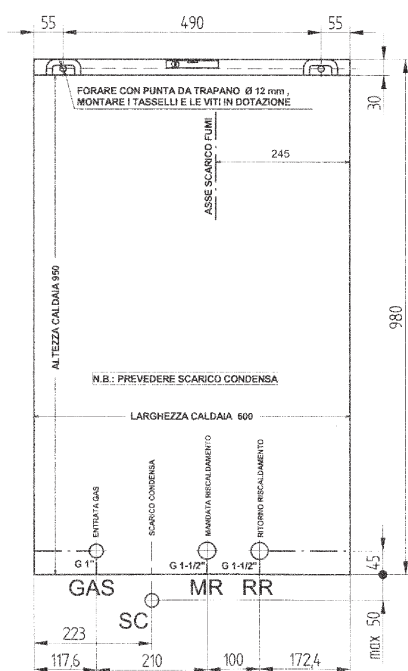 55 490 55
FORARE CON PUNTA DA TRAPANO Ø 12 mm ,
MONTARE I TASSELLI E LE VITI IN DOTAZIONE
30
ASSE SCARICO FUMI
245
ALTEZZA CALDAIA 950
980
N.B.: PREVEDERE SCARICO CONDENSA
LARGHEZZA CALDAIA 600
ENTRATA GAS
SCARICO CONDENSA
MANDATA RISCALDAMENTO
RITORNO RISCALDAMENTO
G 1" G 1-1/2" G 1-1/2"
45
GAS MR RR
SC
max 50
223
117,6 210 100 172,4